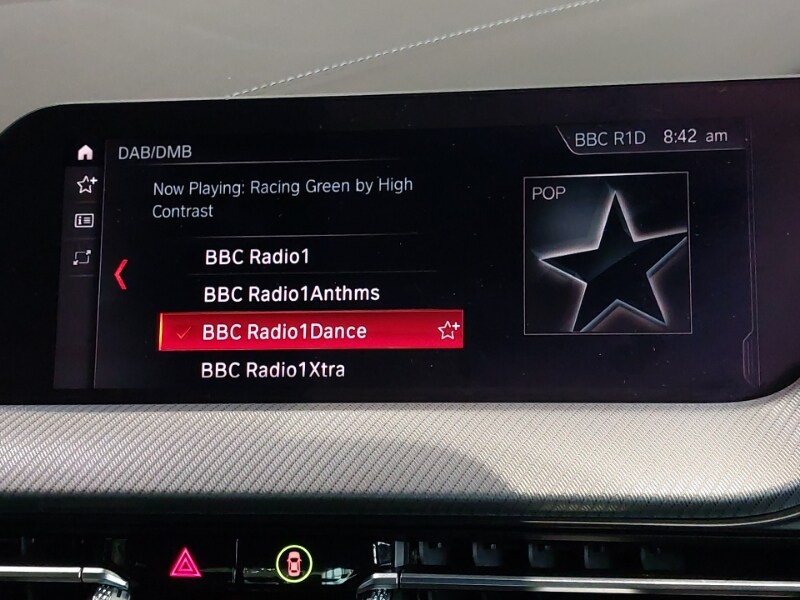 DAB/DMB
BBC R1D 8:42 am
Now Playing: Racing Green by High
Contrast
POP
BBC Radio1
BBC Radio1Anthms
BBC Radio1Dance
BBC Radio1Xtra